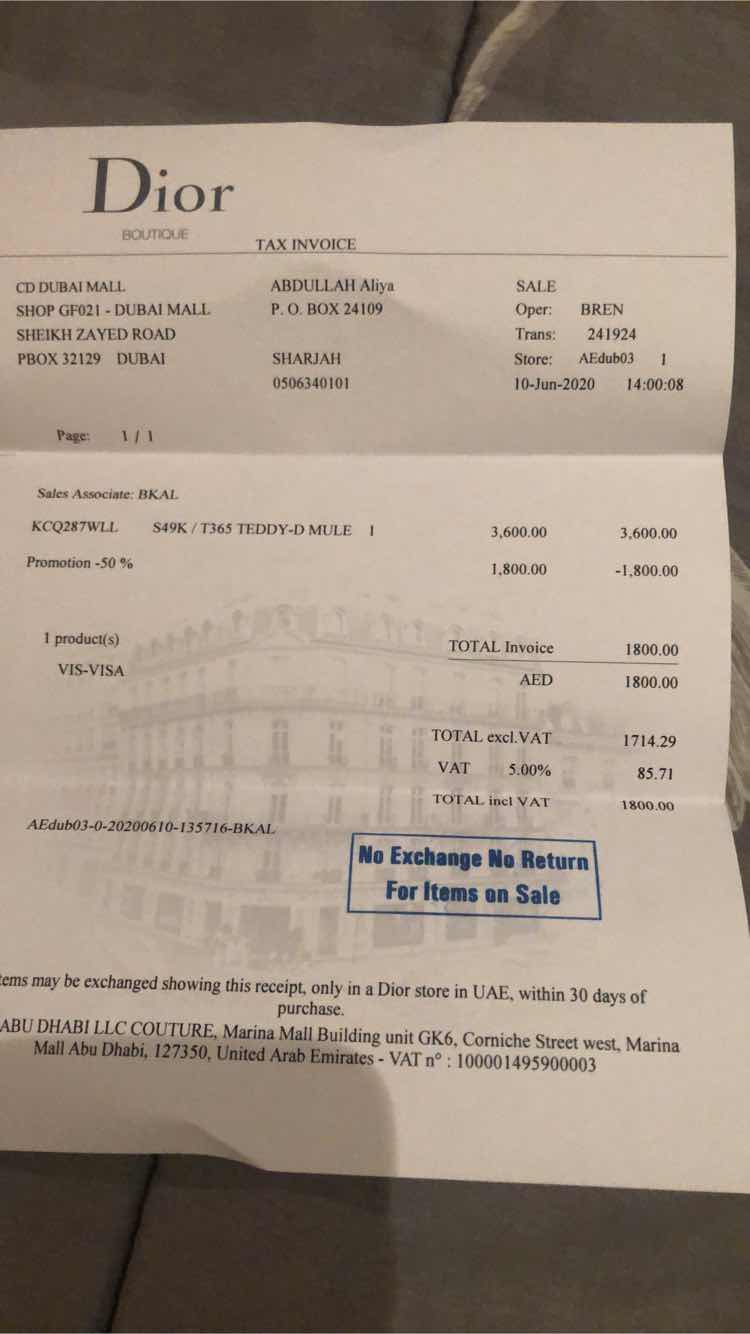 Dior
BOUTIQUE
TAX INVOICE
CD DUBAI MALL
SHOP GF021 - DUBAI MALL
SHEIKH ZAYED ROAD
PBOX 32129 DUBAI
ABDULLAH Aliya
P. O. BOX 24109
SHARJAH
0506340101
SALE
Oper: BREN
Trans: 241924
Store: AEdub03 1
10-Jun-2020 14:00:08
Page: 1 / 1
Sales Associate: BKAL
KCQ287WLL S49K / T365 TEDDY-D MULE 1 3,600.00 3,600.00
Promotion -50 % 1,800.00 -1,800.00
1 product(s)
VIS-VISA
TOTAL Invoice 1800.00
AED 1800.00
TOTAL excl.VAT 1714.29
VAT 5.00% 85.71
TOTAL incl VAT 1800.00
AEdub03-0-20200610-135716-BKAL
No Exchange No Return
For Items on Sale
tems may be exchanged showing this receipt, only in a Dior store in UAE, within 30 days of
purchase.
ABU DHABI LLC COUTURE, Marina Mall Building unit GK6, Corniche Street west, Marina
Mall Abu Dhabi, 127350, United Arab Emirates - VAT n° : 100001495900003